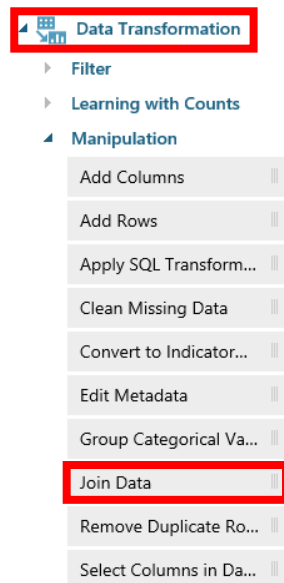 Data Transformation
Filter
Learning with Counts
Manipulation
Add Columns
Add Rows
Apply SQL Transform...
Clean Missing Data
Convert to Indicator...
Edit Metadata
Group Categorical Va...
Join Data
Remove Duplicate Ro...
Select Columns in Da...